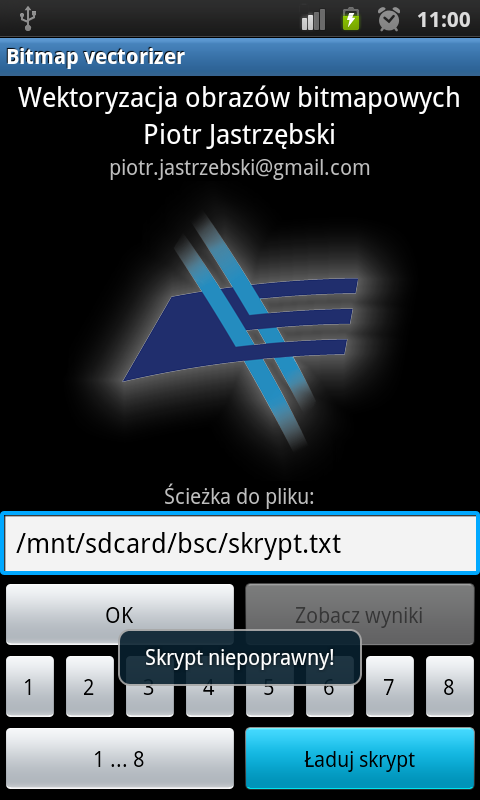 11:00
Bitmap vectorizer
Wektoryzacja obrazów bitmapowych
Piotr Jastrzębski
piotr.jastrzebski@gmail.com
Ścieżka do pliku:
/mnt/sdcard/bsc/skrypt.txt
OK
Zobacz wyniki
Skrypt niepoprawny!
1 2 3 4 5 6 7 8
1 ... 8
Ładuj skrypt